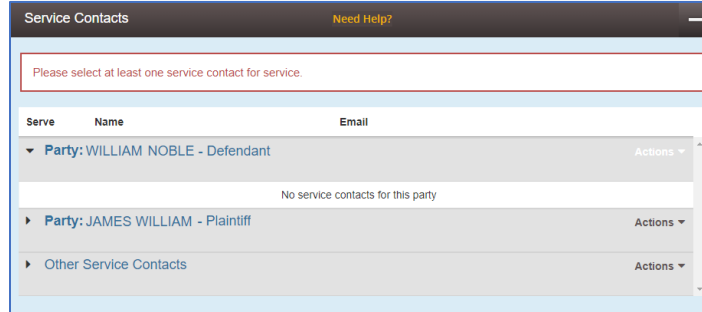 Service Contacts Need Help?
Please select at least one service contact for service.
Serve Name Email
Party: WILLIAM NOBLE - Defendant Actions
No service contacts for this party
Party: JAMES WILLIAM - Plaintiff Actions
Other Service Contacts Actions